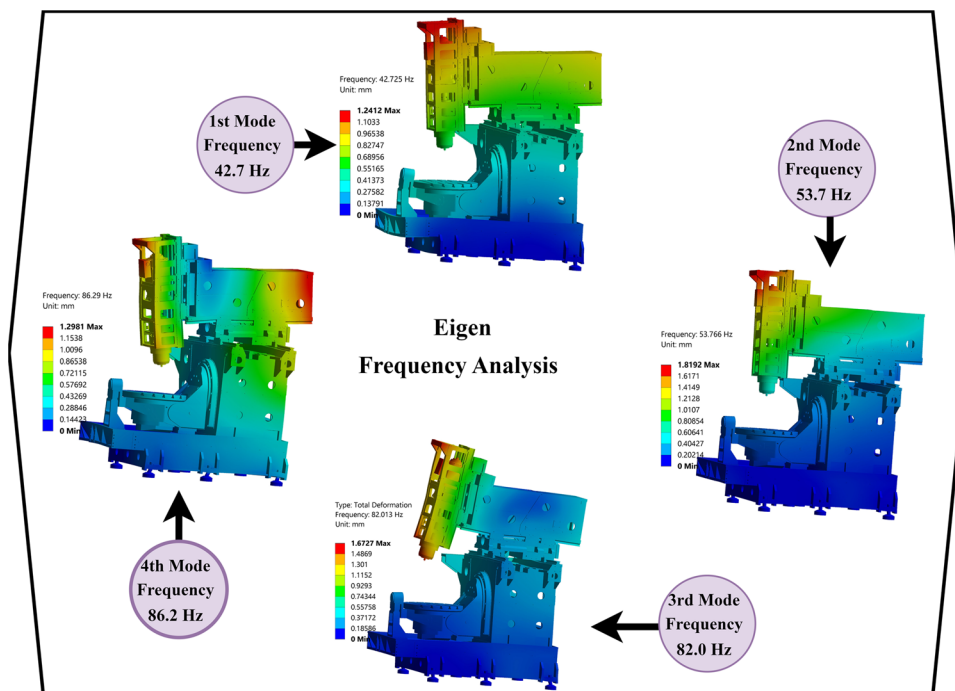 Frequency: 42.725 Hz
Unit: mm
1.2412 Max
1.1033
0.96538
0.82747
0.68956
0.55165
0.41373
0.27582
0.13791
0 Min
1st Mode
Frequency
42.7 Hz
2nd Mode
Frequency
53.7 Hz
Frequency: 86.29 Hz
Unit: mm
1.2981 Max
1.1538
1.0096
0.86538
0.72115
0.57692
0.43269
0.28846
0.14423
0 Min
Eigen
Frequency Analysis
Frequency: 53.766 Hz
Unit: mm
1.8192 Max
1.6171
1.4149
1.2128
1.0107
0.80854
0.60641
0.40427
0.20214
0 Min
Type: Total Deformation
Frequency: 82.013 Hz
Unit: mm
1.6727 Max
1.4869
1.301
1.1152
0.9293
0.74344
0.55758
0.37172
0.18586
0 Min
4th Mode
Frequency
86.2 Hz
3rd Mode
Frequency
82.0 Hz